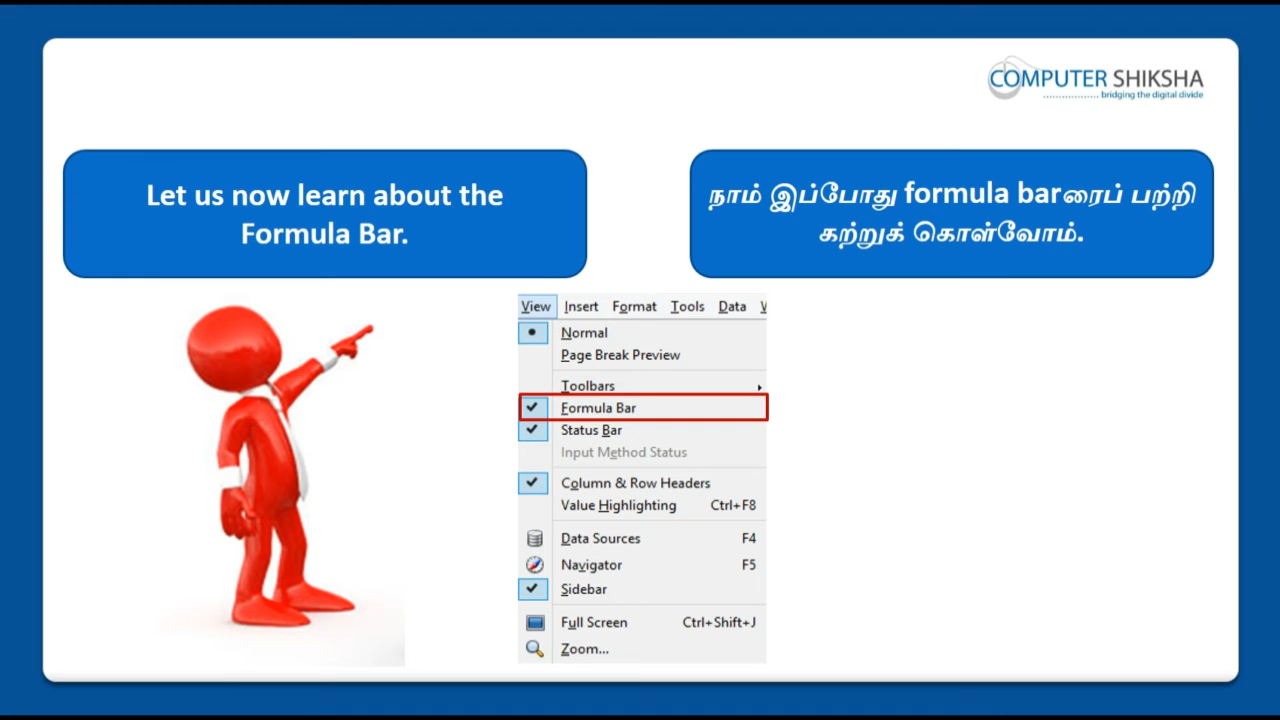 COMPUTER SHIKSHA
bridging the digital divide
Let us now learn about the
Formula Bar.
நாம் இப்போது formula barரைப் பற்றி
கற்றுக் கொள்வோம்.
View Insert Format Tools Data
Normal
Page Break Preview
Toolbars
Formula Bar
Status Bar
Input Method Status
Column & Row Headers
Value Highlighting Ctrl+F8
Data Sources F4
Navigator F5
Sidebar
Full Screen Ctrl+Shift+J
Zoom...